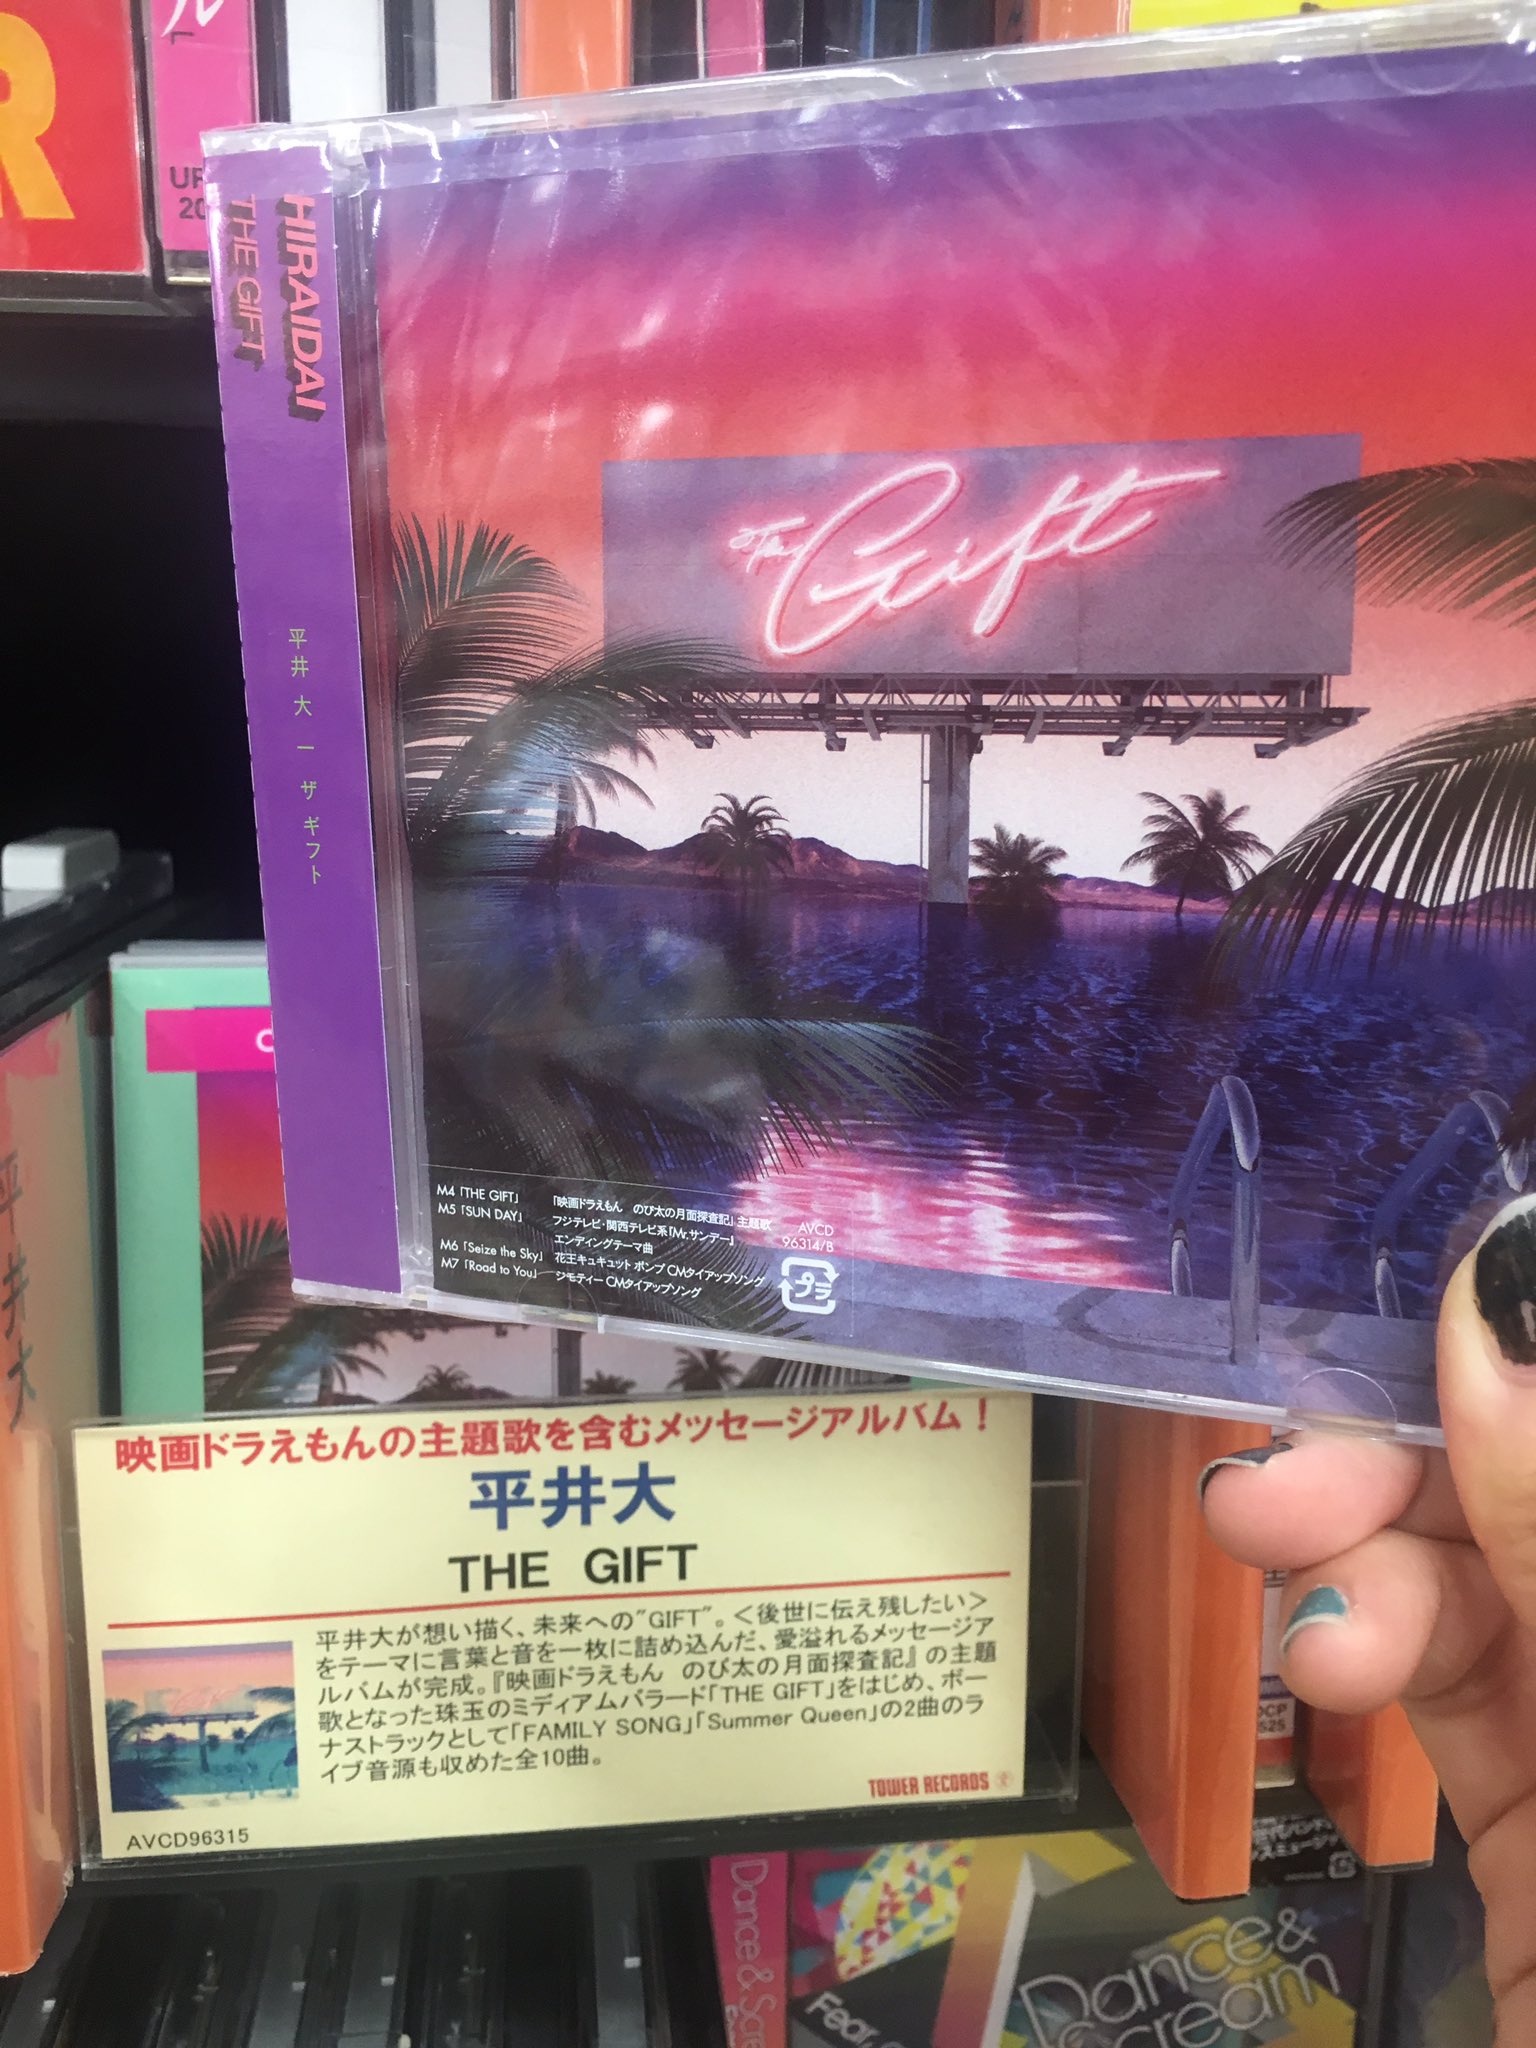 R
ル
UP
20
HIRAIDAI
THE GIFT
平井 大 ー ザ ギフト
The Gift
M4「THE GIFT」 『映画ドラえもん のび太の月面探査記』主題歌
M5「SUN DAY」 フジテレビ・関西テレビ系『Mr.サンデー』
エンディングテーマ曲
M6「Seize the Sky」 花王キュキュット ポンプ CMタイアップソング
M7「Road to You」 ジモティー CMタイアップソング
AVCD
96314/B
プラ
平井 大
映画ドラえもんの主題歌を含むメッセージアルバム！
平井大
THE GIFT
平井大が想い描く、未来への"GIFT"。＜後世に伝え残したい＞
をテーマに言葉と音を一枚に詰め込んだ、愛溢れるメッセージア
ルバムが完成。『映画ドラえもん のび太の月面探査記』の主題
歌となった珠玉のミディアムバラード「THE GIFT」をはじめ、ボー
ナストラックとして「FAMILY SONG」「Summer Queen」の2曲のラ
イブ音源も収めた全10曲。
TOWER RECORDS
AVCD96315
Dance&Scre
Fear,
Dance&
Scream